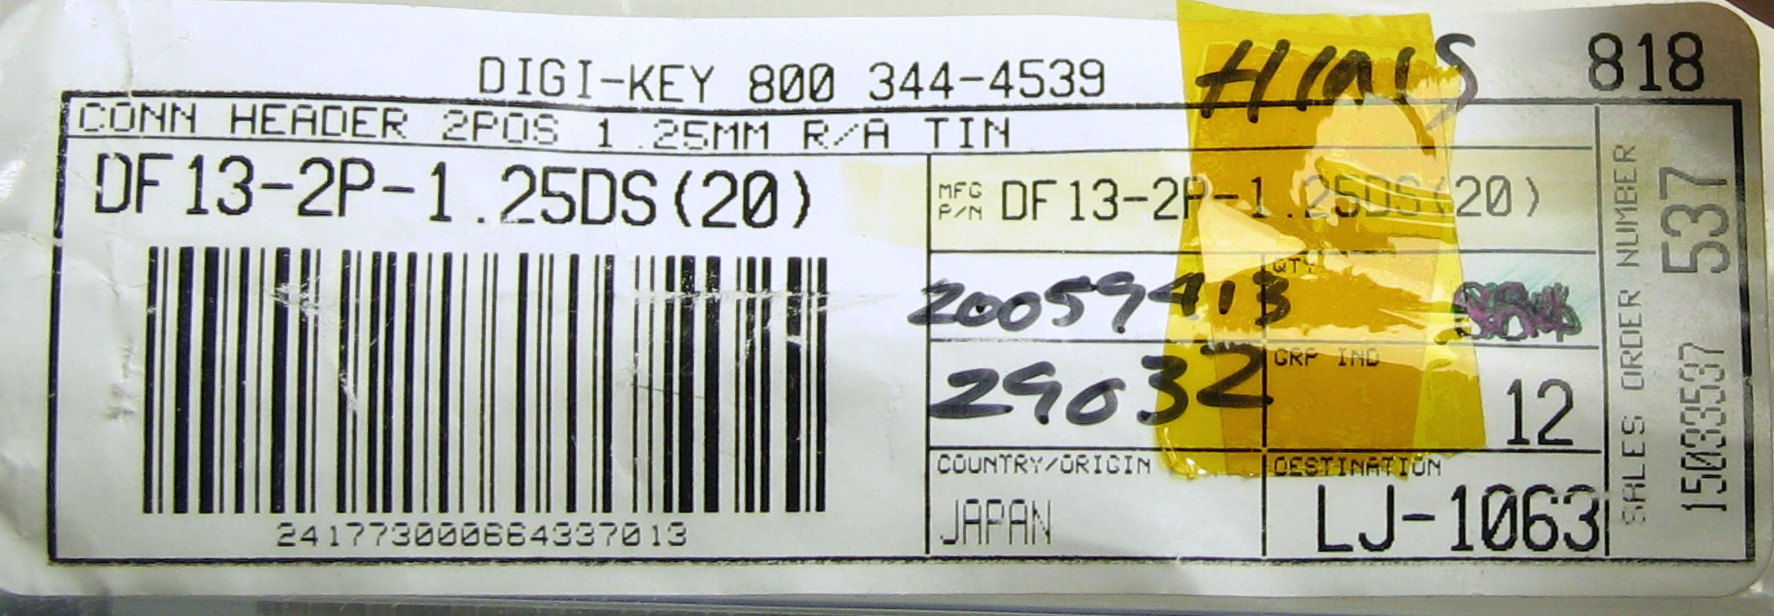 DIGI-KEY 800 344-4539
818
CONN HEADER 2POS 1.25MM R/A TIN
DF13-2P-1.25DS(20)
MFG P/N DF13-2P-1.25DS(20)
QTY
29032
GRP IND
12
COUNTRY/ORIGIN
JAPAN
DESTINATION
LJ-1063
241773000664337013
SALES ORDER NUMBER
15033537
537